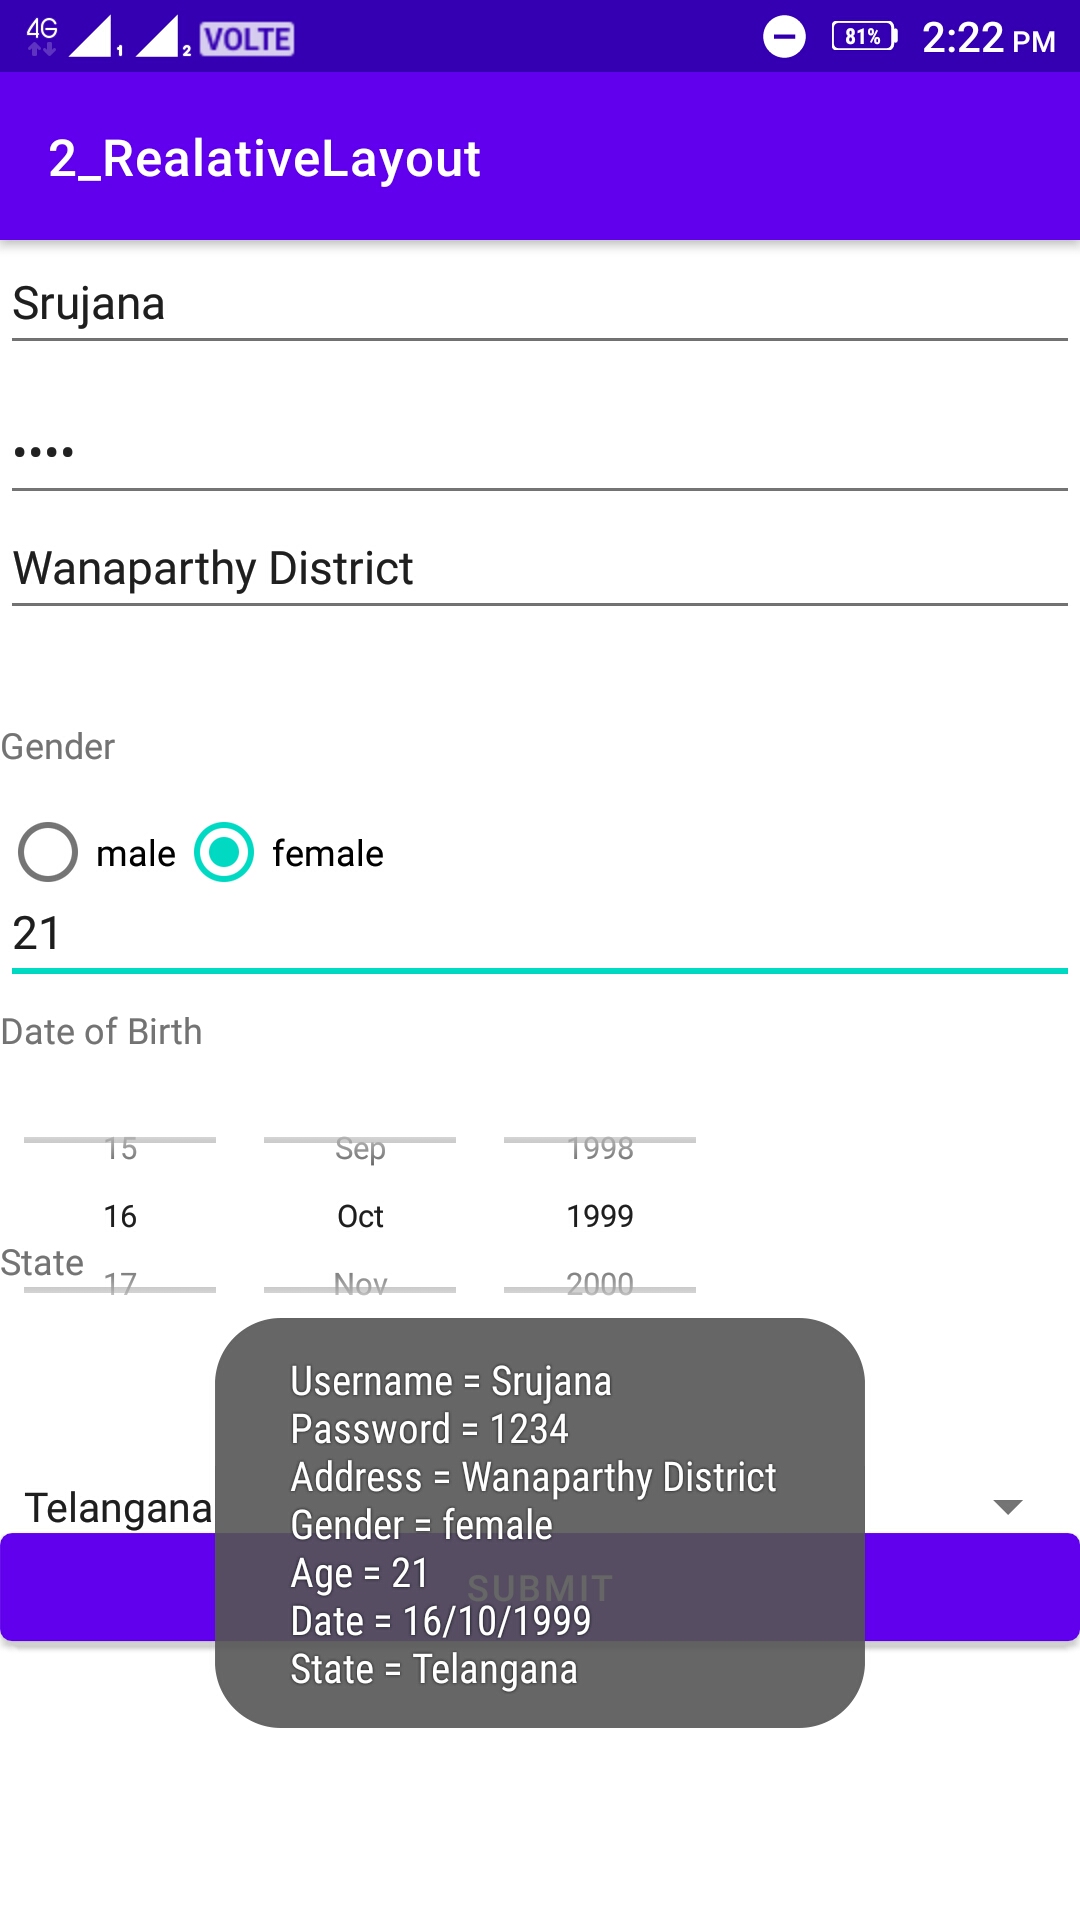 4G 1 2 VOLTE 81% 2:22 PM
2_RealativeLayout
Srujana
••••
Wanaparthy District
Gender
male female
21
Date of Birth
15 Sep 1998
16 Oct 1999
State
17 Nov 2000
Username = Srujana
Password = 1234
Address = Wanaparthy District
Telangana
Gender = female
Age = 21
SUBMIT
Date = 16/10/1999
State = Telangana